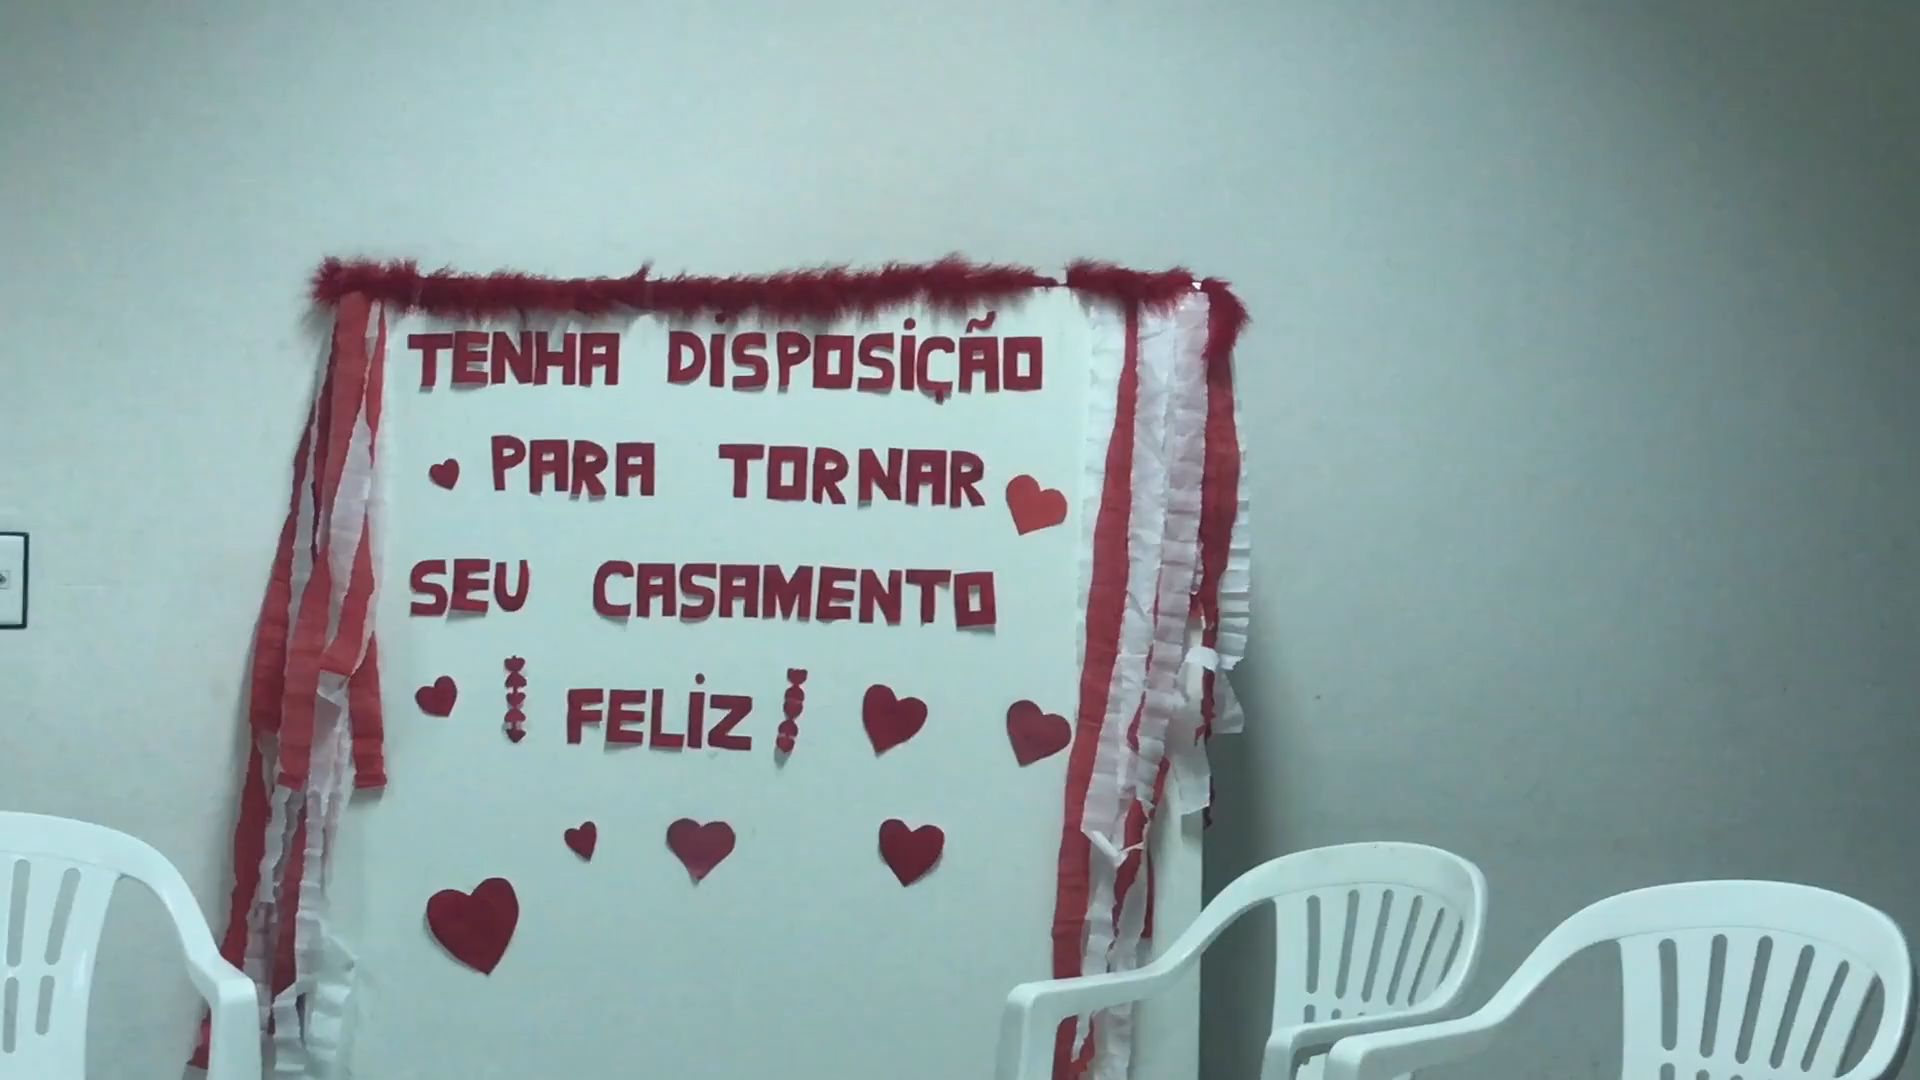 TENHA DISPOSIÇÃO
PARA TORNAR
SEU CASAMENTO
! FELIZ !